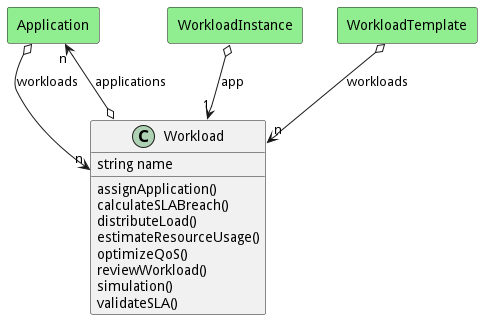 Application
WorkloadInstance
WorkloadTemplate
n
workloads
applications
app
workloads
n
1
n
C Workload
string name
assignApplication()
calculateSLABreach()
distributeLoad()
estimateResourceUsage()
optimizeQoS()
reviewWorkload()
simulation()
validateSLA()